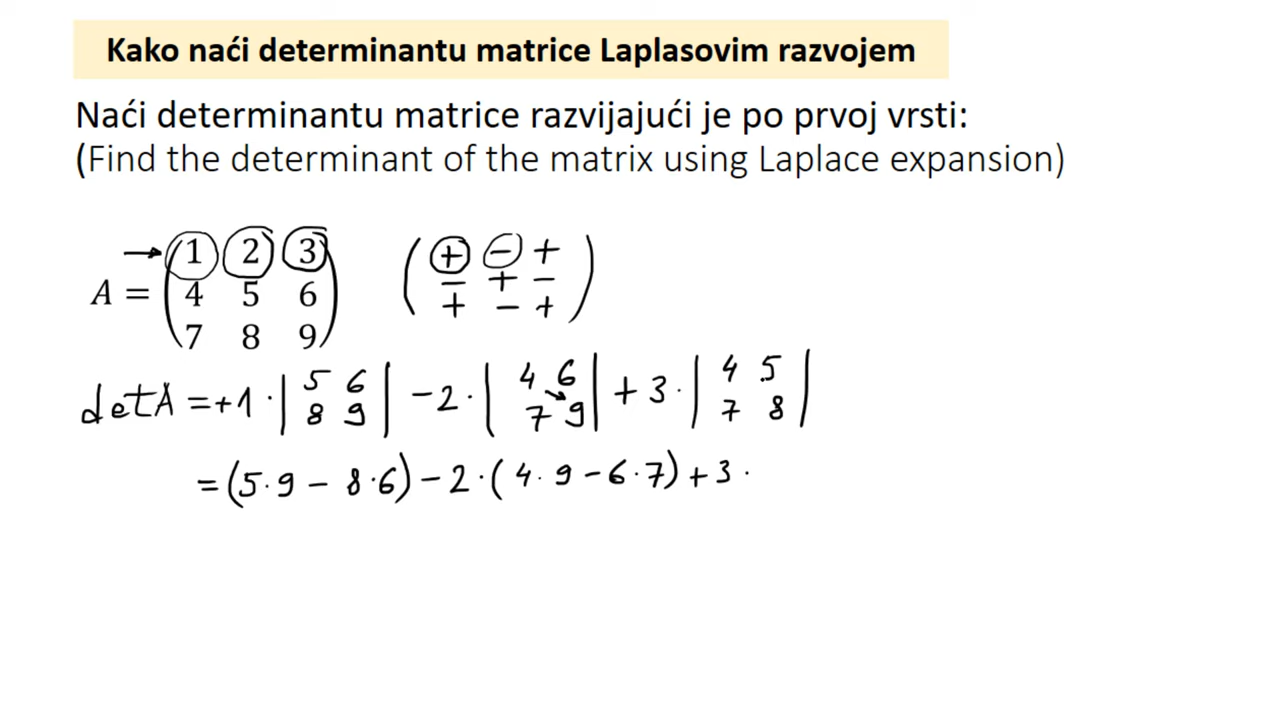 Kako naći determinantu matrice Laplasovim razvojem
Naći determinantu matrice razvijajući je po prvoj vrsti:
(Find the determinant of the matrix using Laplace expansion)
→ 1 2 3 + − +
A = 4 5 6 − + −
7 8 9 + − +
detA = +1 · | 5 6 | − 2 · | 4 6 | + 3 · | 4 5 |
8 9 7 9 7 8
= (5·9 − 8·6) − 2 · (4·9 − 6·7) + 3 ·